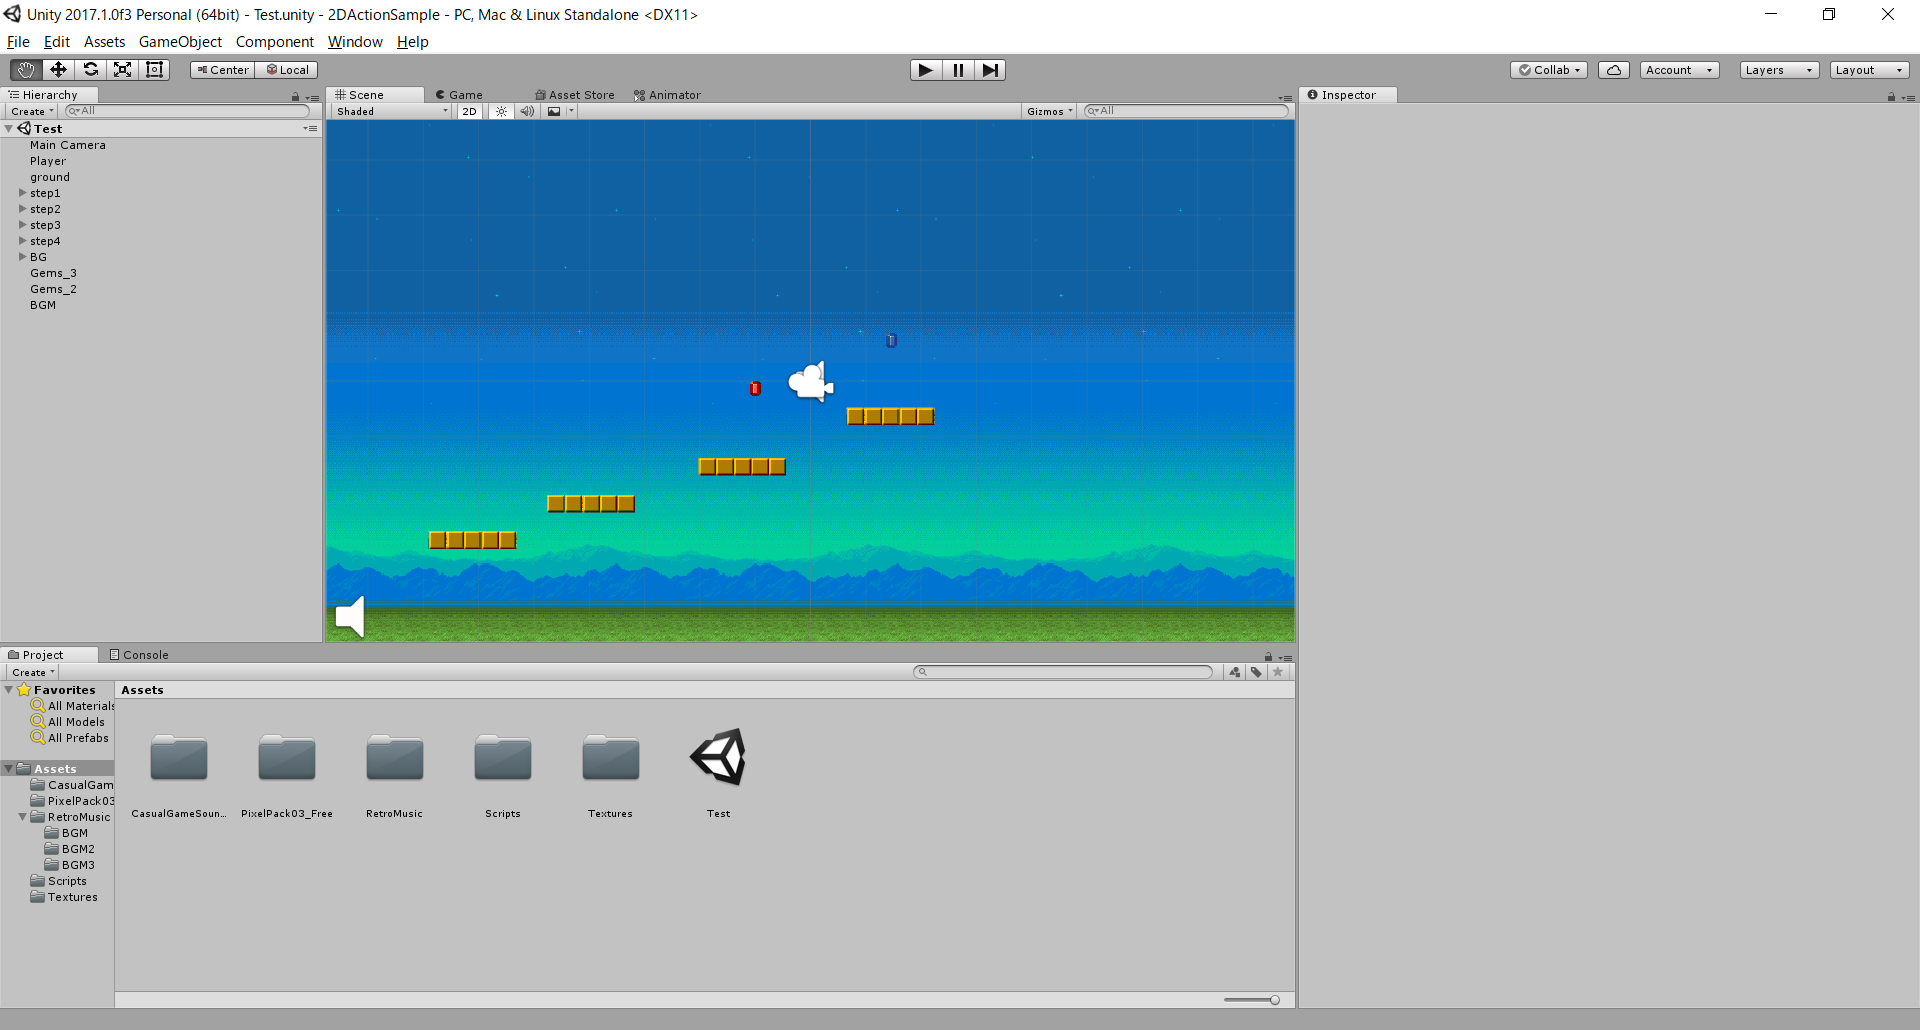 Unity 2017.1.0f3 Personal (64bit) - Test.unity - 2DActionSample - PC, Mac & Linux Standalone <DX11>
File Edit Assets GameObject Component Window Help
Center Local Collab Account Layers Layout
Hierarchy
Create All
Test
Main Camera
Player
ground
step1
step2
step3
step4
BG
Gems_3
Gems_2
BGM
Scene Game Asset Store Animator
Shaded 2D Gizmos All
Inspector
Project Console
Create
Favorites
All Materials
All Models
All Prefabs
Assets
CasualGam
PixelPack03
RetroMusic
BGM
BGM2
BGM3
Scripts
Textures
Assets
CasualGameSoun... PixelPack03_Free RetroMusic Scripts Textures Test